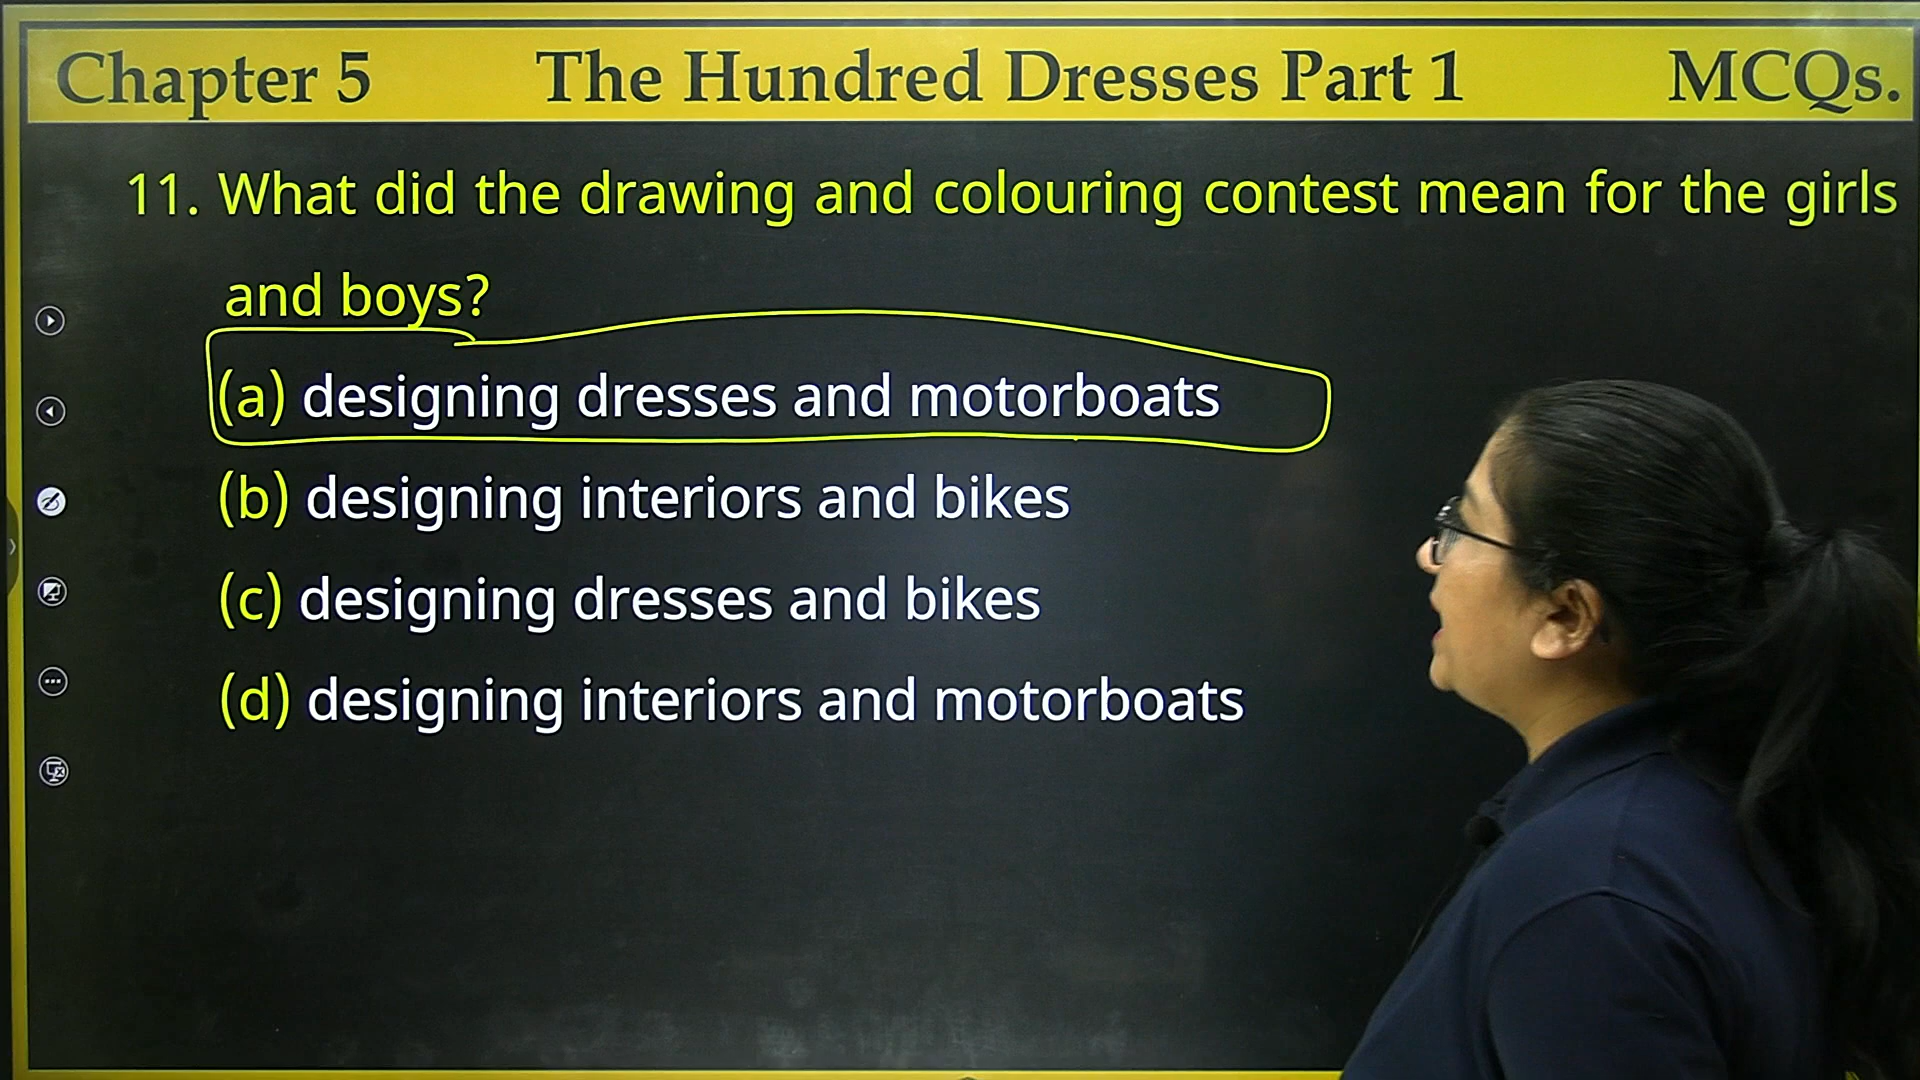 Chapter 5 The Hundred Dresses Part 1 MCQs.
11. What did the drawing and colouring contest mean for the girls
and boys?
(a) designing dresses and motorboats
(b) designing interiors and bikes
(c) designing dresses and bikes
(d) designing interiors and motorboats